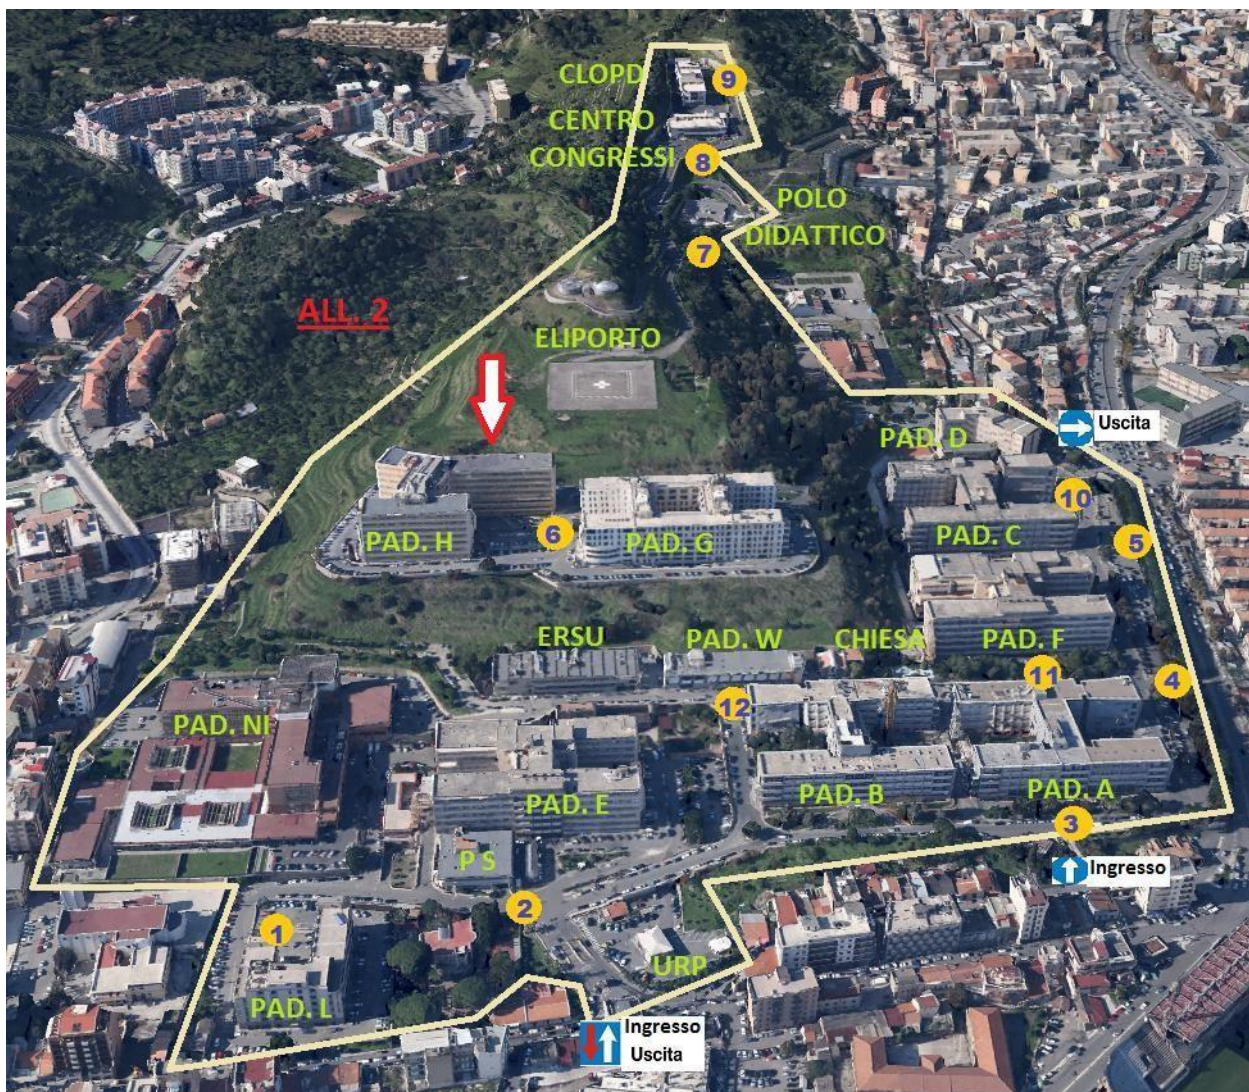 CLOPD
9
CENTRO
CONGRESSI
8
POLO
DIDATTICO
7
ALL. 2
ELIPORTO
Uscita
PAD. D
10
PAD. H
6
PAD. G
PAD. C
5
ERSU
PAD. W
CHIESA
PAD. F
11
4
12
PAD. NI
PAD. E
PAD. B
PAD. A
3
P S
Ingresso
2
1
URP
PAD. L
Ingresso
Uscita